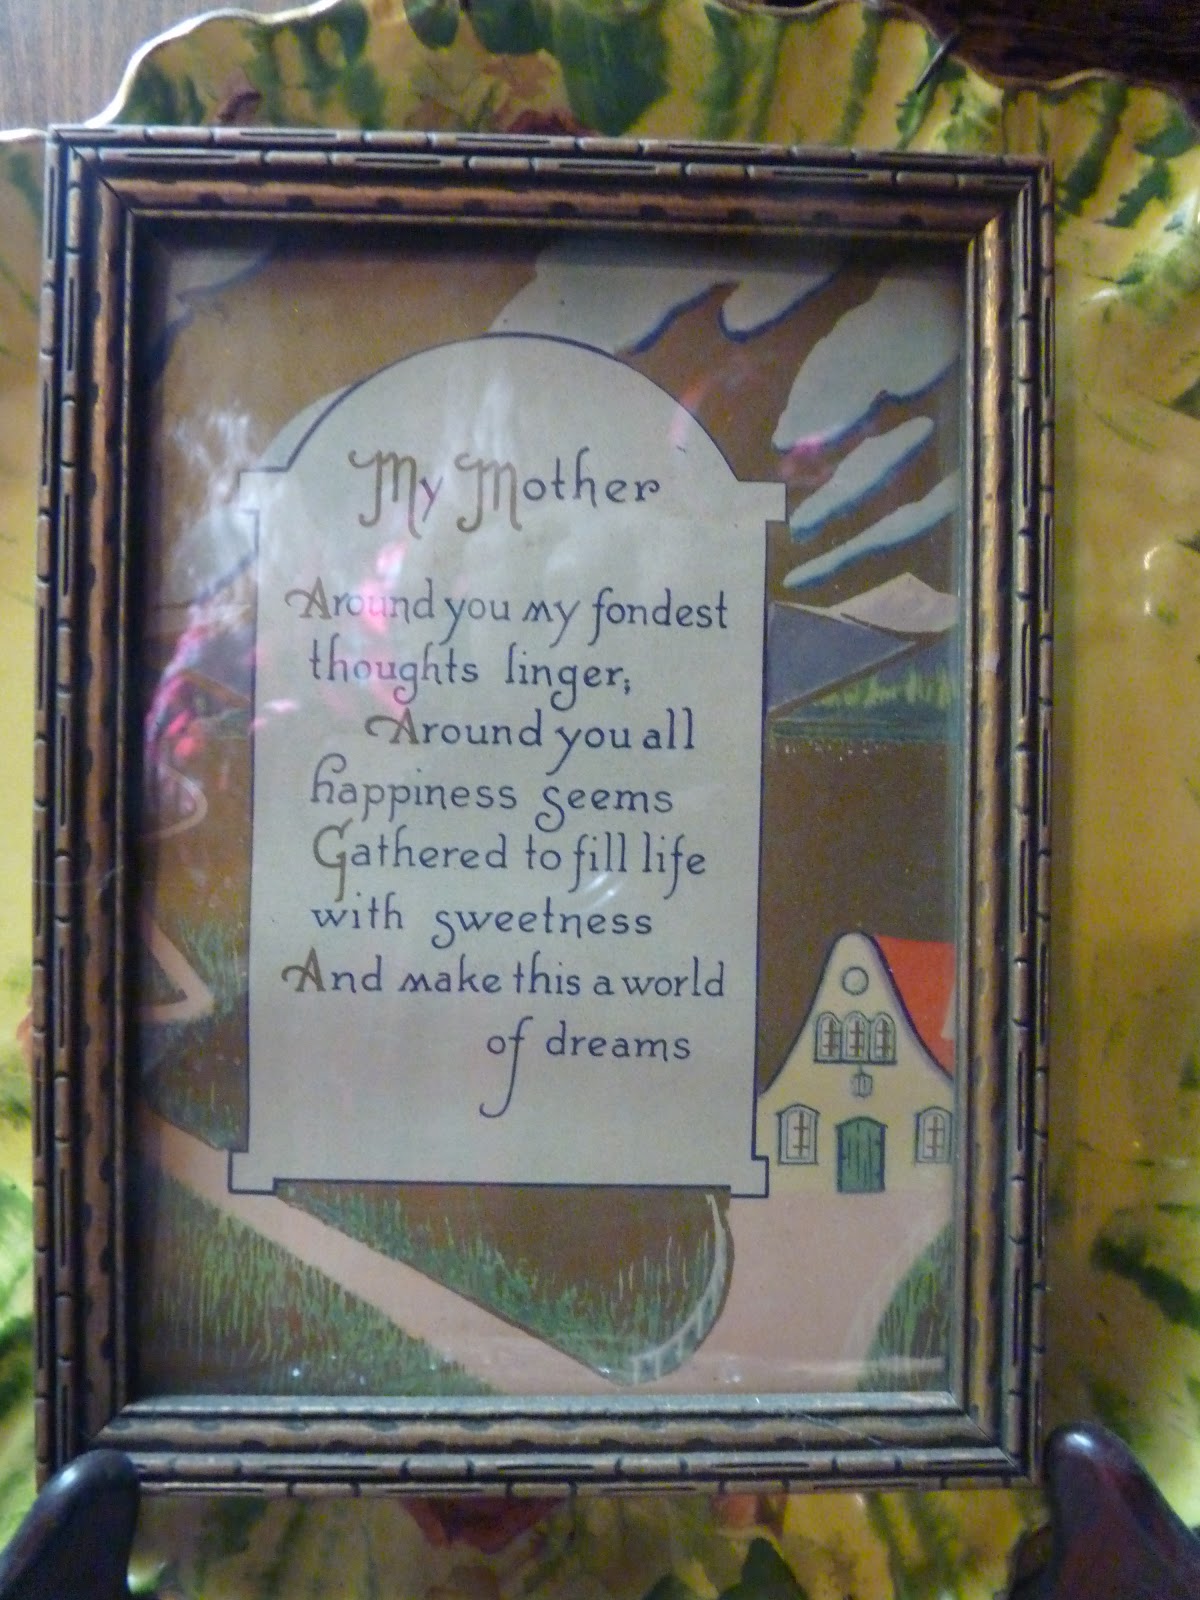 My Mother
Around you my fondest
thoughts linger;
Around you all
happiness seems
Gathered to fill life
with sweetness
And make this a world
of dreams